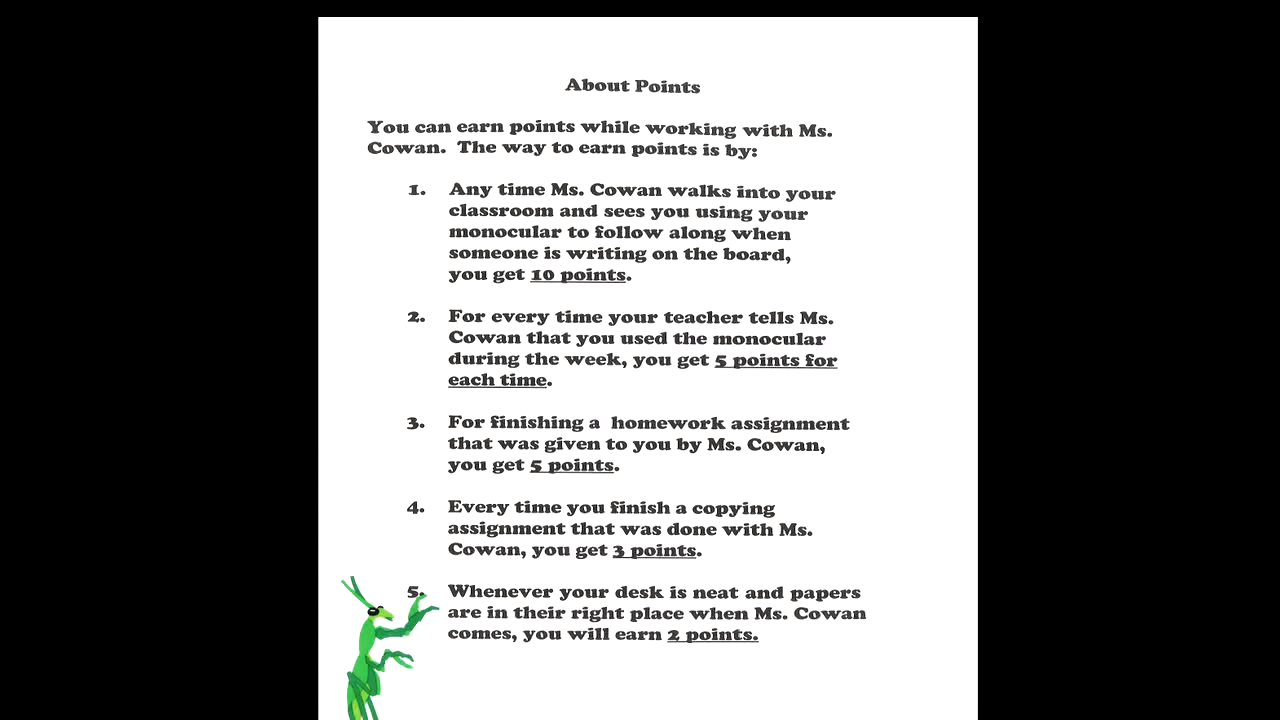 About Points
You can earn points while working with Ms.
Cowan. The way to earn points is by:
1. Any time Ms. Cowan walks into your
classroom and sees you using your
monocular to follow along when
someone is writing on the board,
you get 10 points.
2. For every time your teacher tells Ms.
Cowan that you used the monocular
during the week, you get 5 points for
each time.
3. For finishing a homework assignment
that was given to you by Ms. Cowan,
you get 5 points.
4. Every time you finish a copying
assignment that was done with Ms.
Cowan, you get 3 points.
5. Whenever your desk is neat and papers
are in their right place when Ms. Cowan
comes, you will earn 2 points.